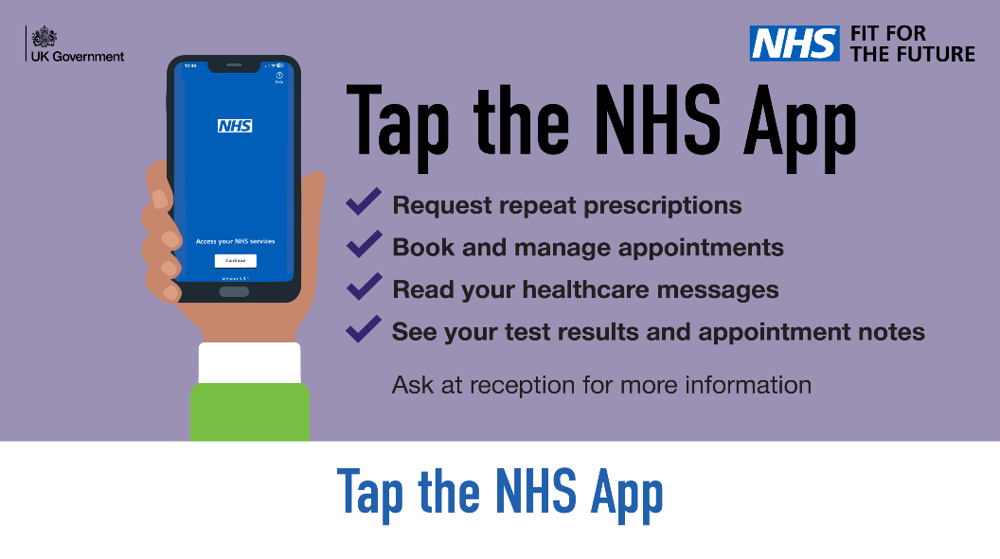 UK Government
NHS
FIT FOR
THE FUTURE
Tap the NHS App
Help
NHS
Access your NHS services
Continue
Request repeat prescriptions
Book and manage appointments
Read your healthcare messages
See your test results and appointment notes
Ask at reception for more information
Tap the NHS App